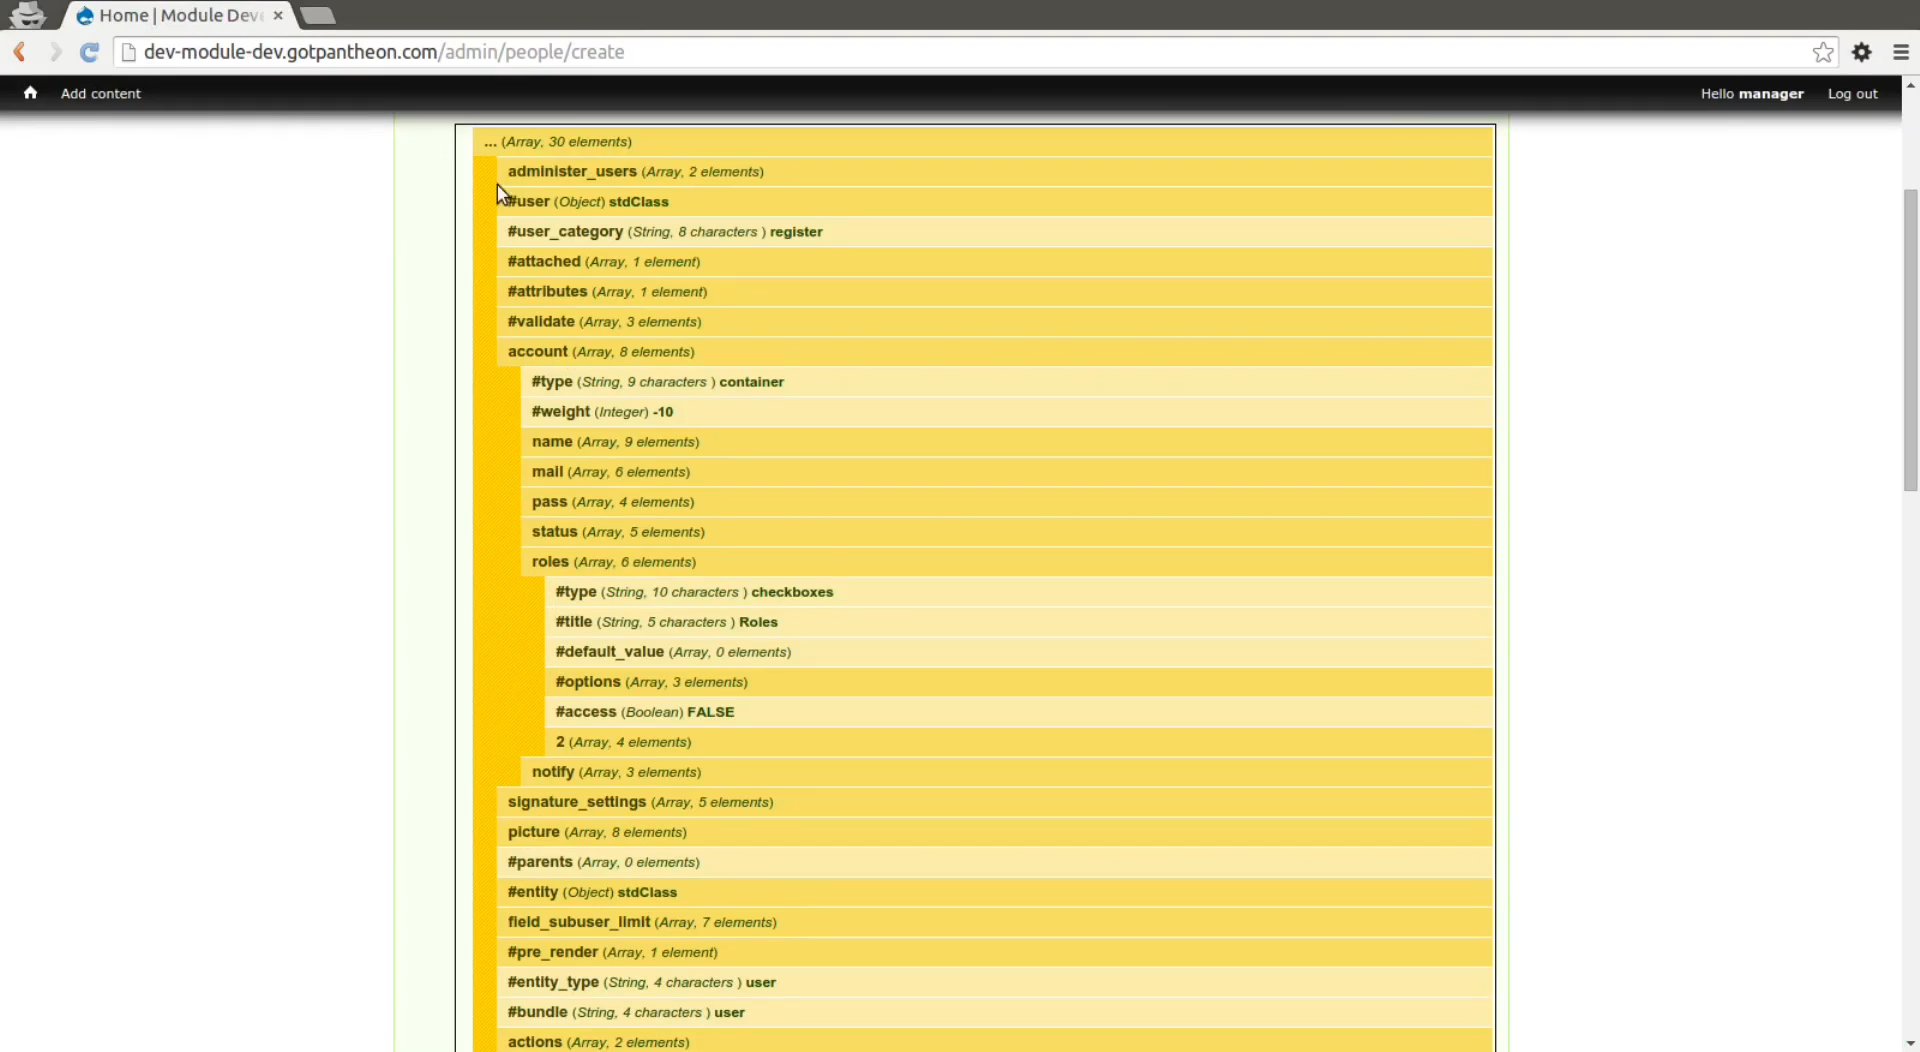 Home | Module Dev
dev-module-dev.gotpantheon.com/admin/people/create
Add content
Hello manager
Log out
... (Array, 30 elements)
administer_users (Array, 2 elements)
#user (Object) stdClass
#user_category (String, 8 characters ) register
#attached (Array, 1 element)
#attributes (Array, 1 element)
#validate (Array, 3 elements)
account (Array, 8 elements)
#type (String, 9 characters ) container
#weight (Integer) -10
name (Array, 9 elements)
mail (Array, 6 elements)
pass (Array, 4 elements)
status (Array, 5 elements)
roles (Array, 6 elements)
#type (String, 10 characters ) checkboxes
#title (String, 5 characters ) Roles
#default_value (Array, 0 elements)
#options (Array, 3 elements)
#access (Boolean) FALSE
2 (Array, 4 elements)
notify (Array, 3 elements)
signature_settings (Array, 5 elements)
picture (Array, 8 elements)
#parents (Array, 0 elements)
#entity (Object) stdClass
field_subuser_limit (Array, 7 elements)
#pre_render (Array, 1 element)
#entity_type (String, 4 characters ) user
#bundle (String, 4 characters ) user
actions (Array, 2 elements)